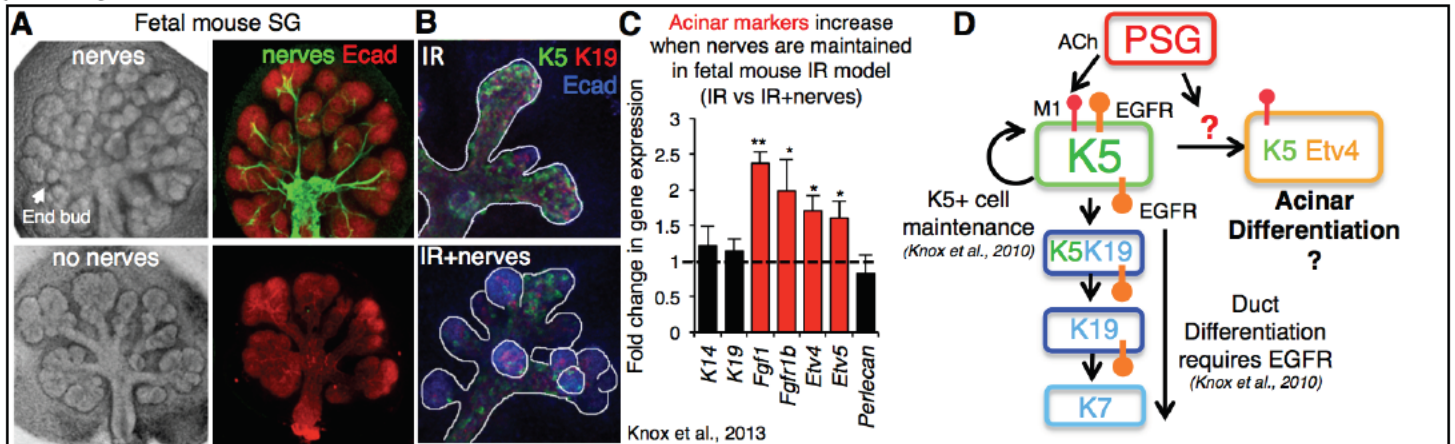 A
Fetal mouse SG
nerves
End bud
nerves Ecad
no nerves
B
IR
K5 K19
Ecad
IR+nerves
C
Acinar markers increase
when nerves are maintained
in fetal mouse IR model
(IR vs IR+nerves)
Fold change in gene expression
3
2.5
2
1.5
1
0.5
0
**
*
*
*
K14
K19
Fgf1
Fgfr1b
Etv4
Etv5
Perlecan
Knox et al., 2013
D
ACh
PSG
M1
EGFR
?
K5
K5 Etv4
K5+ cell
maintenance
(Knox et al., 2010)
EGFR
Acinar
Differentiation
?
K5K19
K19
K7
Duct
Differentiation
requires EGFR
(Knox et al., 2010)